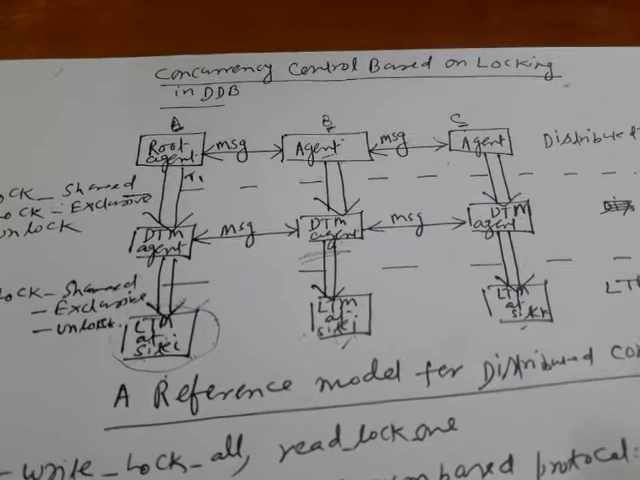 Concurrency Control Based on Locking
in DDB
A
B
C
Root agent
msg
Agent
msg
Agent
Distributed
T1
Lock - Shared
Lock - Exclusive
unlock
DTM agent
msg
DTM agent
msg
DTM agent
Lock - Shared
- Exclusive
- unlock.
LTM at site i
LTM at site j
LTM at site k
A Reference model for Distributed
- write_lock_all, read_lock_one
based protocol: